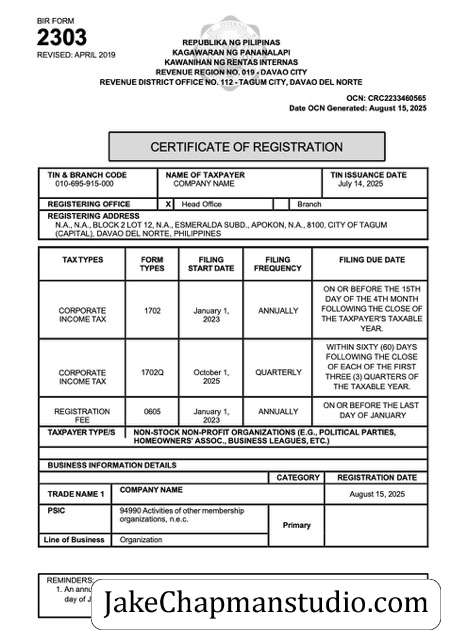 BIR FORM
2303
REVISED: APRIL 2019
REPUBLIKA NG PILIPINAS
KAGAWARAN NG PANANALAPI
KAWANIHAN NG RENTAS INTERNAS
REVENUE REGION NO. 019 - DAVAO CITY
REVENUE DISTRICT OFFICE NO. 112 - TAGUM CITY, DAVAO DEL NORTE
OCN: CRC2233460565
Date OCN Generated: August 15, 2025
CERTIFICATE OF REGISTRATION
TIN & BRANCH CODE NAME OF TAXPAYER TIN ISSUANCE DATE
010-695-915-000 COMPANY NAME July 14, 2025
REGISTERING OFFICE X Head Office Branch
REGISTERING ADDRESS
N.A., N.A., BLOCK 2 LOT 12, N.A., ESMERALDA SUBD., APOKON, N.A., 8100, CITY OF TAGUM
(CAPITAL), DAVAO DEL NORTE, PHILIPPINES
TAX TYPES FORM TYPES FILING START DATE FILING FREQUENCY FILING DUE DATE
CORPORATE INCOME TAX 1702 January 1, 2023 ANNUALLY ON OR BEFORE THE 15TH DAY OF THE 4TH MONTH FOLLOWING THE CLOSE OF THE TAXPAYER'S TAXABLE YEAR.
CORPORATE INCOME TAX 1702Q October 1, 2025 QUARTERLY WITHIN SIXTY (60) DAYS FOLLOWING THE CLOSE OF EACH OF THE FIRST THREE (3) QUARTERS OF THE TAXABLE YEAR.
REGISTRATION FEE 0605 January 1, 2023 ANNUALLY ON OR BEFORE THE LAST DAY OF JANUARY
TAXPAYER TYPE/S NON-STOCK NON-PROFIT ORGANIZATIONS (E.G., POLITICAL PARTIES,
HOMEOWNERS' ASSOC., BUSINESS LEAGUES, ETC.)
BUSINESS INFORMATION DETAILS
CATEGORY REGISTRATION DATE
TRADE NAME 1 COMPANY NAME August 15, 2025
PSIC 94990 Activities of other membership
organizations, n.e.c.
Primary
Line of Business Organization
REMINDERS:
1. An annu
day of J
JakeChapmanstudio.com